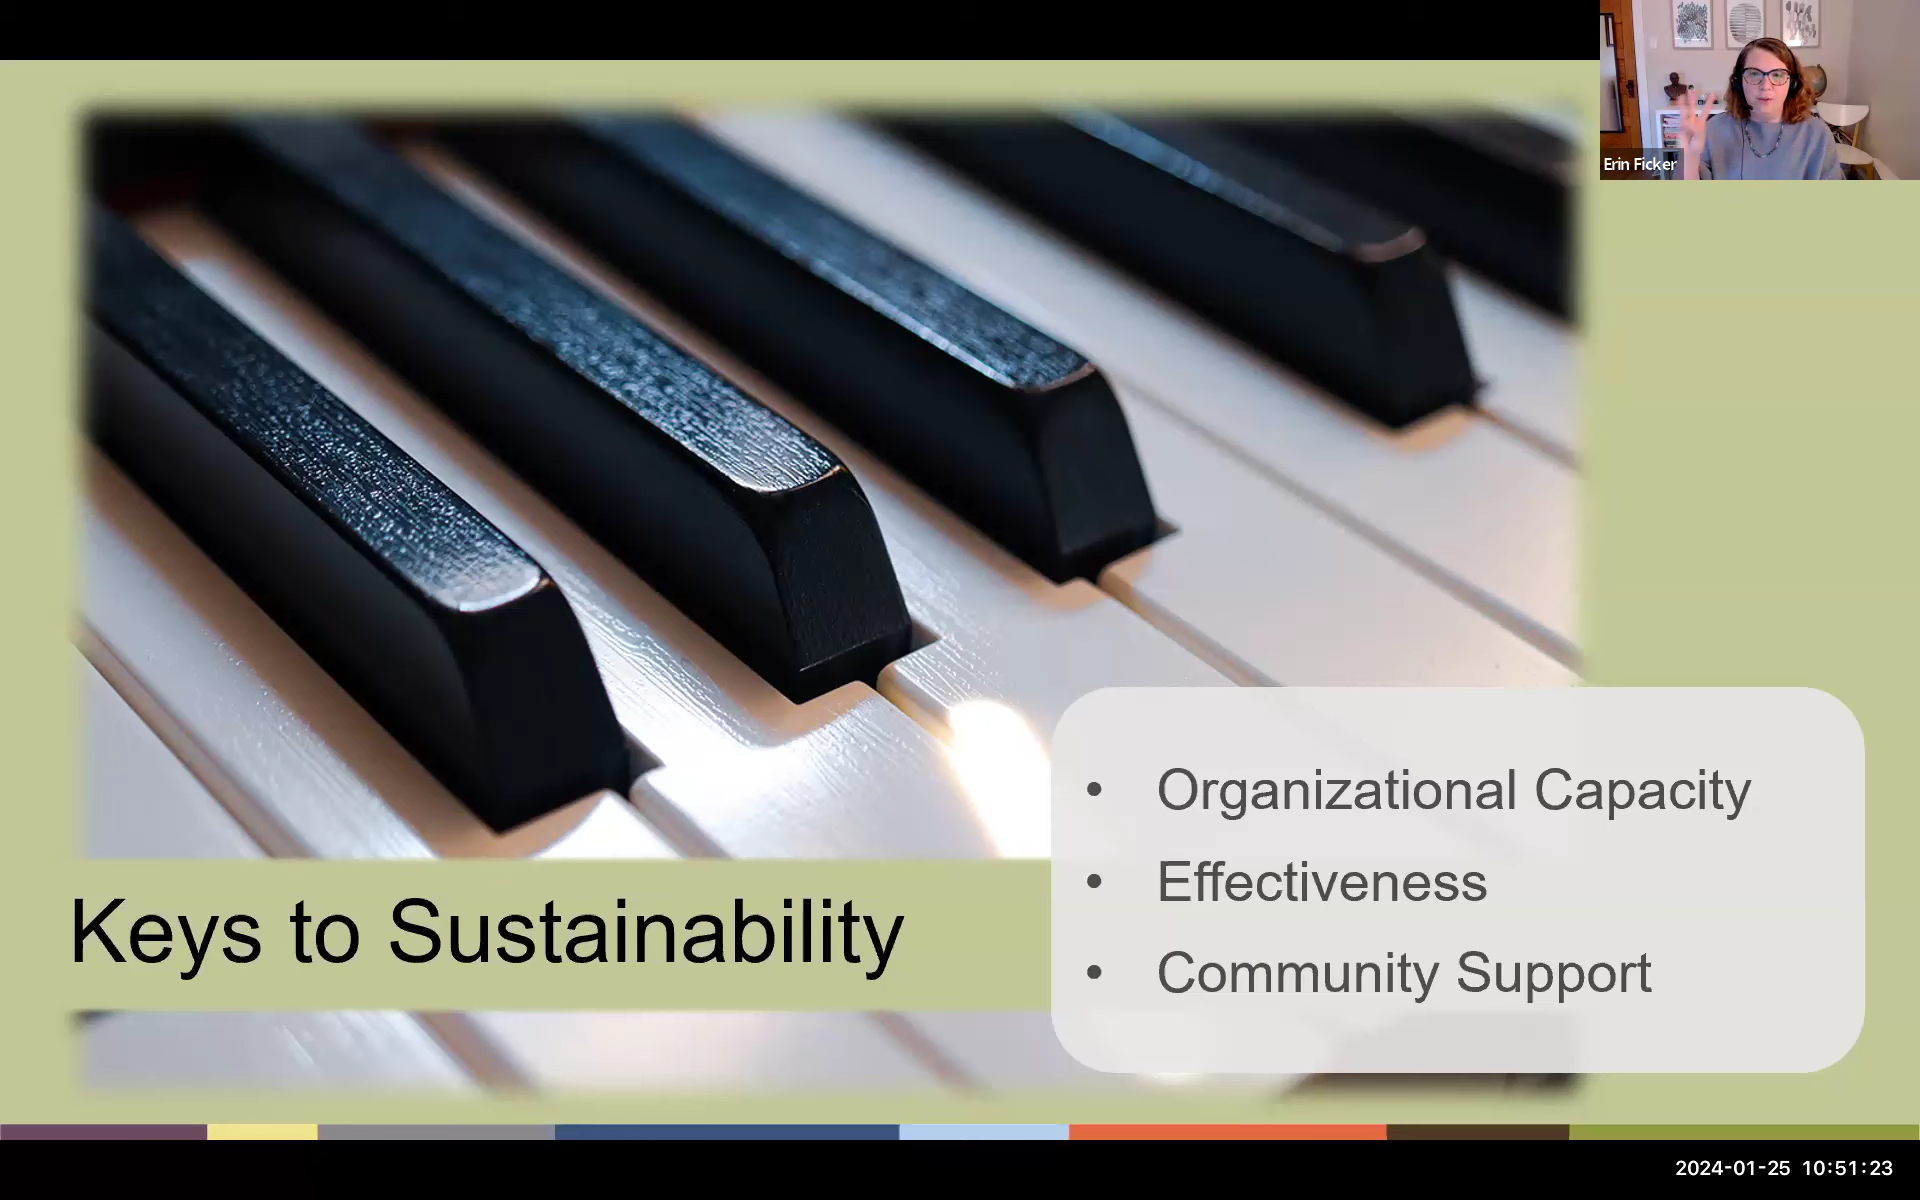 Erin Ficker
Keys to Sustainability
• Organizational Capacity
• Effectiveness
• Community Support
2024-01-25 10:51:23